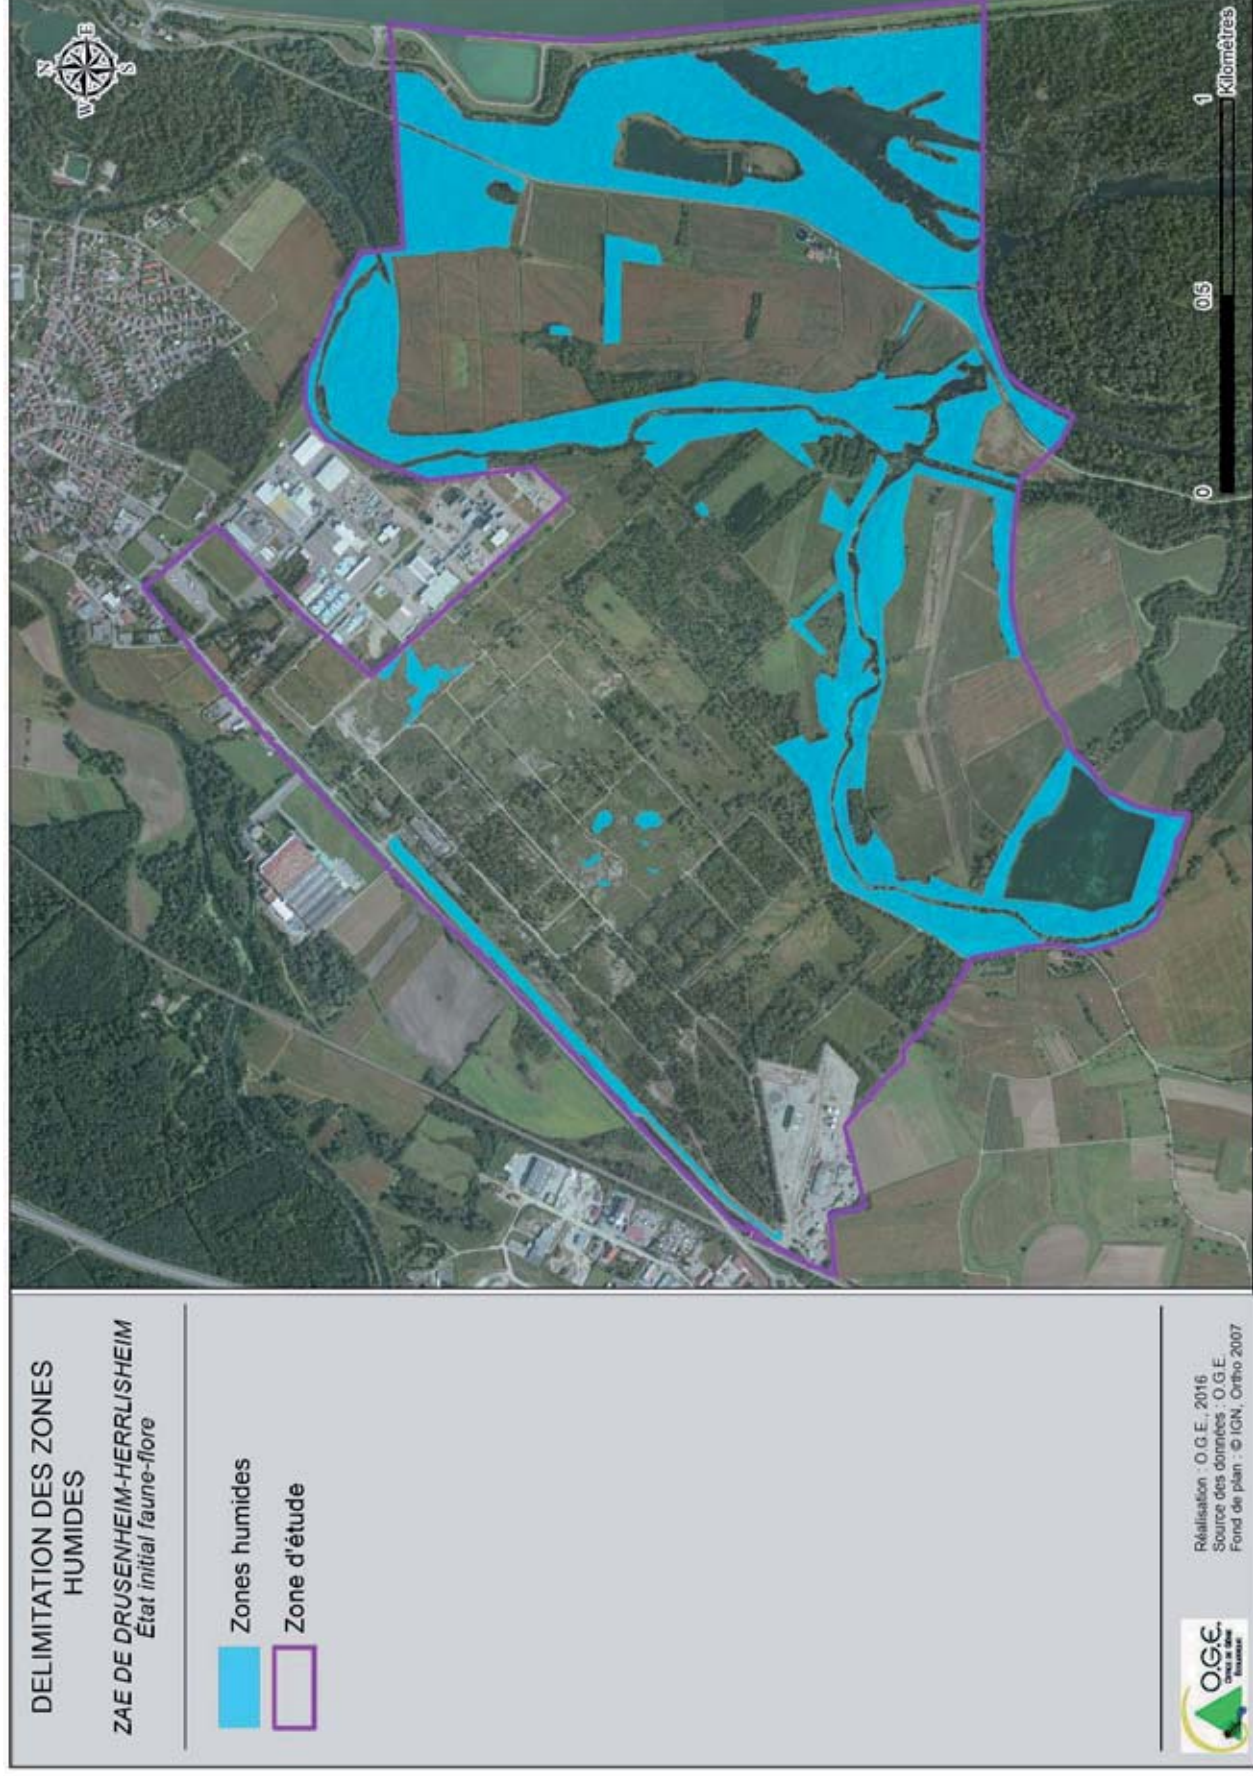 DELIMITATION DES ZONES
HUMIDES
ZAE DE DRUSENHEIM-HERRLISHEIM
État initial faune-flore
Zones humides
Zone d'étude
O.G.E.
Réalisation : O.G.E., 2016
Source des données : O.G.E.
Fond de plan : © IGN, Ortho 2007
N
E
S
W
0
0.5
1
Kilomètres